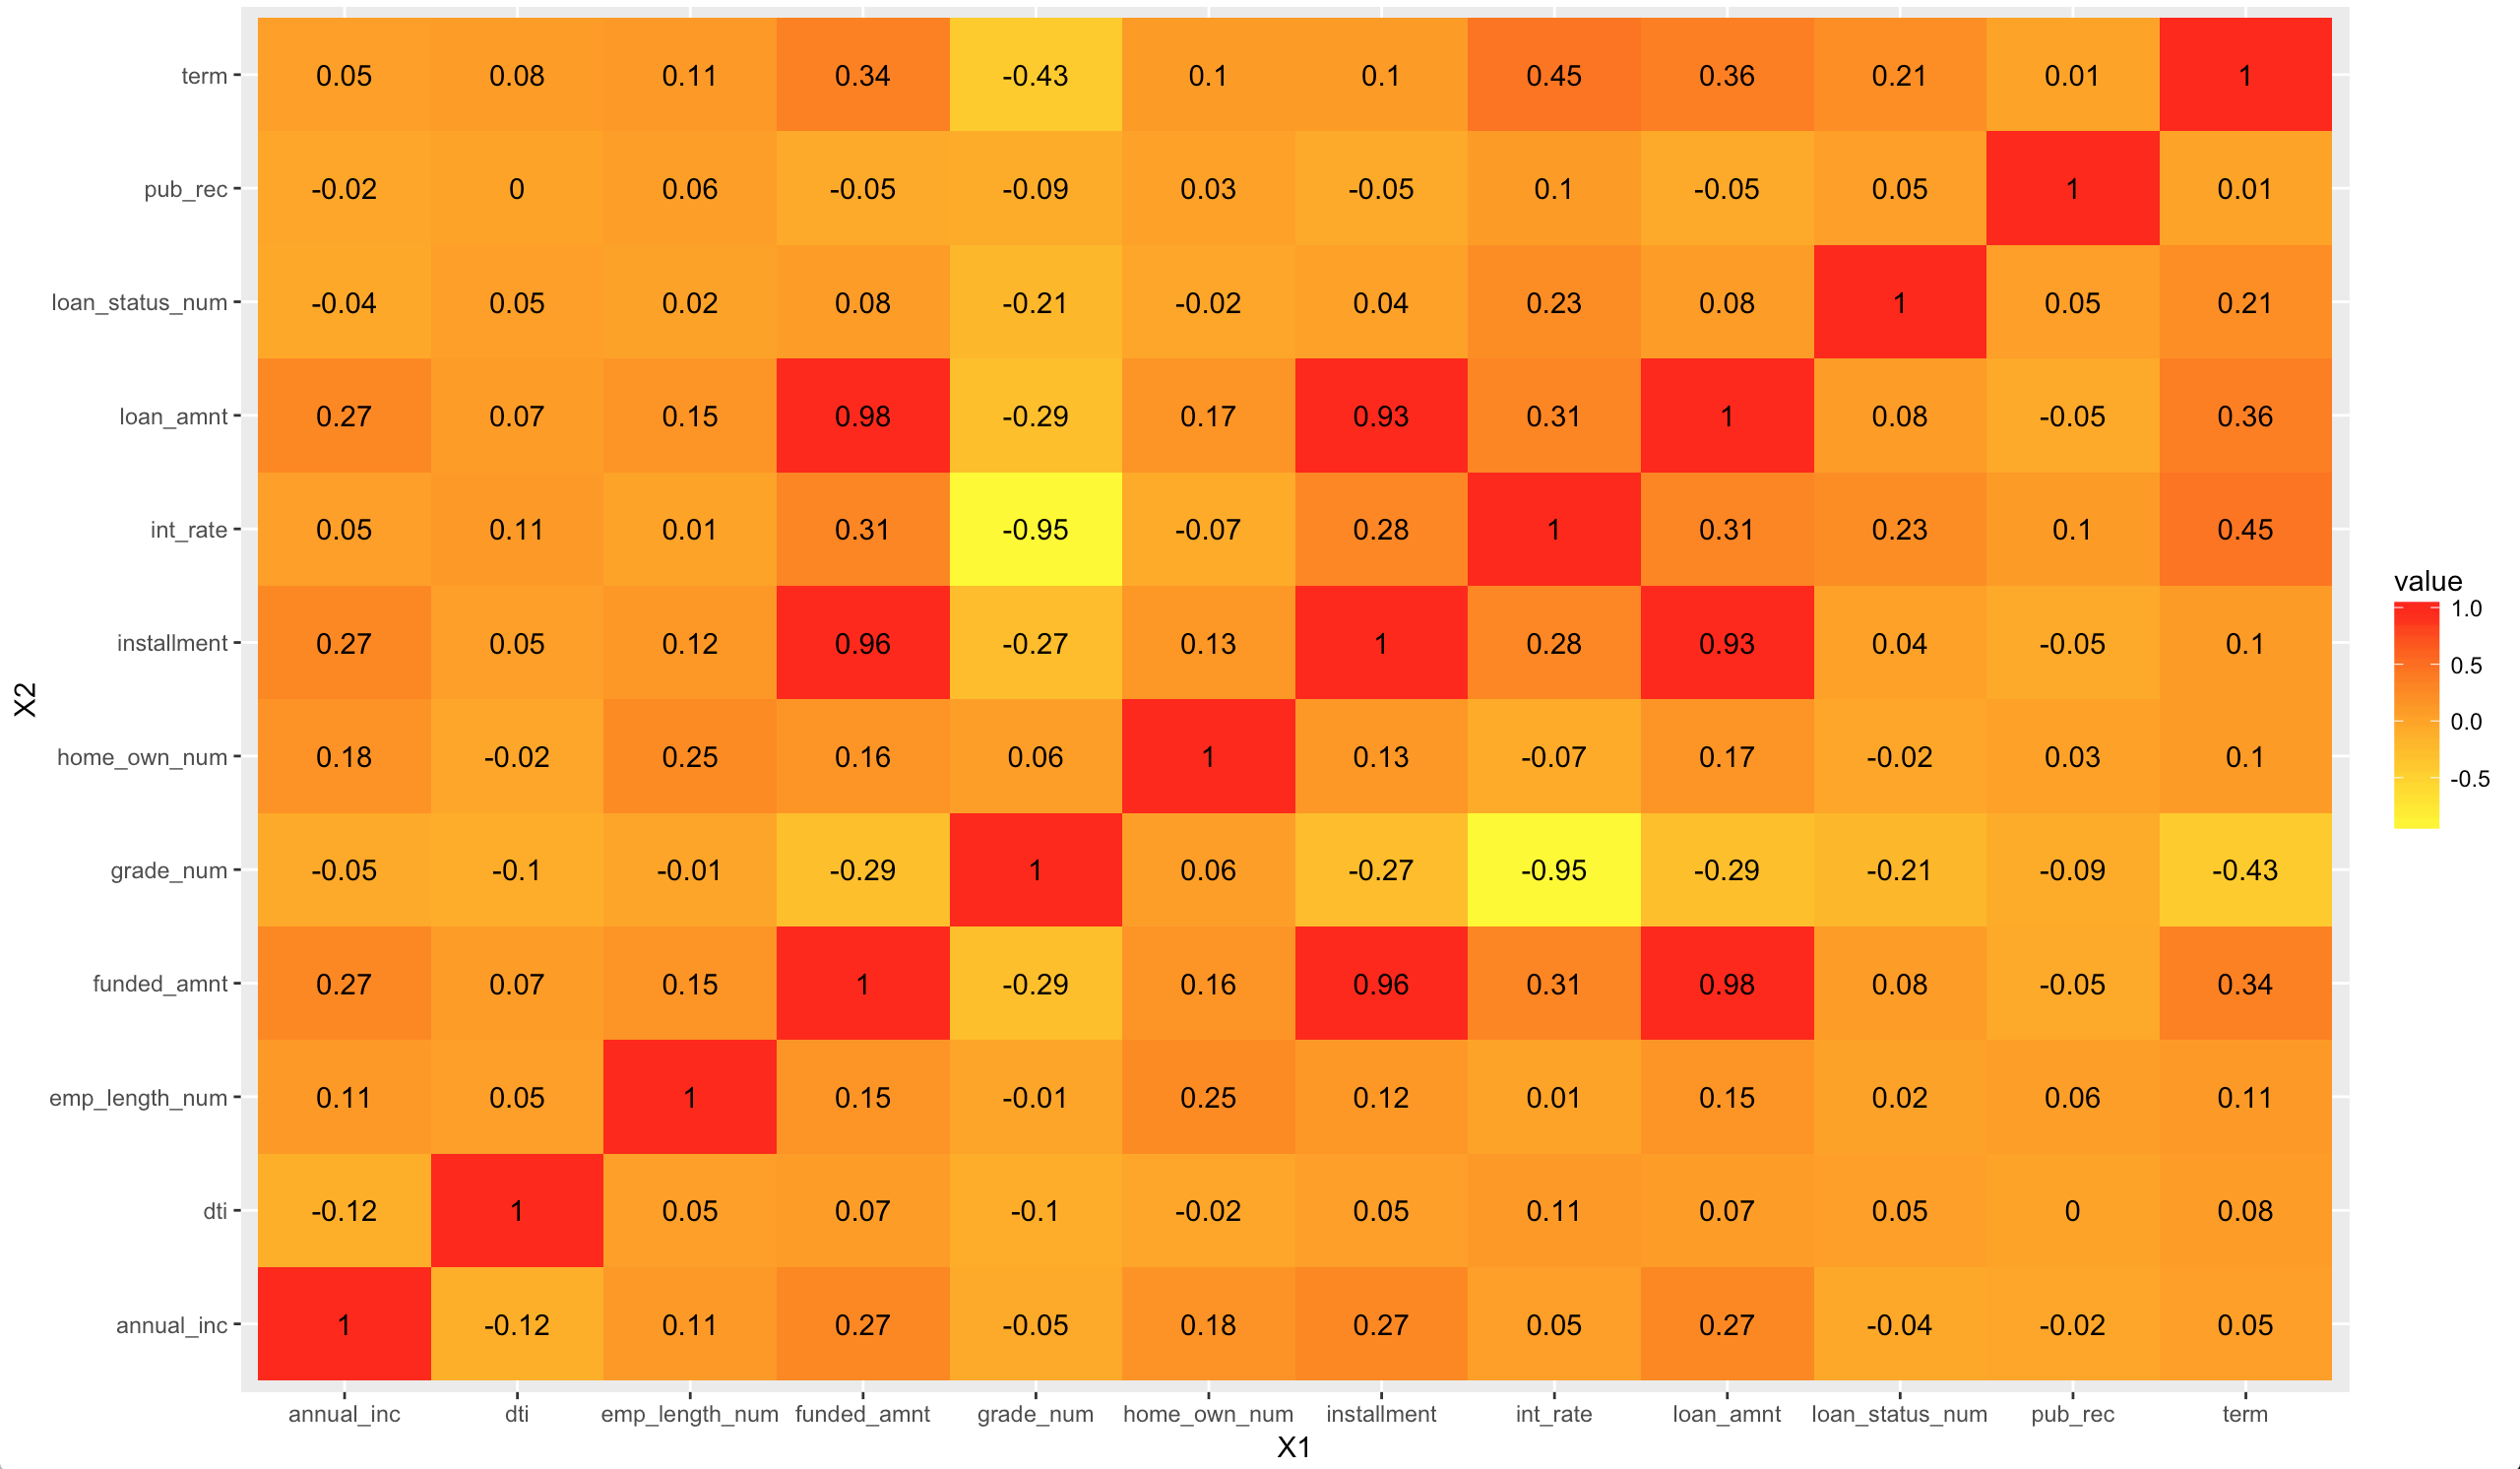 term 0.05 0.08 0.11 0.34 -0.43 0.1 0.1 0.45 0.36 0.21 0.01 1
pub_rec -0.02 0 0.06 -0.05 -0.09 0.03 -0.05 0.1 -0.05 0.05 1 0.01
loan_status_num -0.04 0.05 0.02 0.08 -0.21 -0.02 0.04 0.23 0.08 1 0.05 0.21
loan_amnt 0.27 0.07 0.15 0.98 -0.29 0.17 0.93 0.31 1 0.08 -0.05 0.36
int_rate 0.05 0.11 0.01 0.31 -0.95 -0.07 0.28 1 0.31 0.23 0.1 0.45
installment 0.27 0.05 0.12 0.96 -0.27 0.13 1 0.28 0.93 0.04 -0.05 0.1
home_own_num 0.18 -0.02 0.25 0.16 0.06 1 0.13 -0.07 0.17 -0.02 0.03 0.1
grade_num -0.05 -0.1 -0.01 -0.29 1 0.06 -0.27 -0.95 -0.29 -0.21 -0.09 -0.43
funded_amnt 0.27 0.07 0.15 1 -0.29 0.16 0.96 0.31 0.98 0.08 -0.05 0.34
emp_length_num 0.11 0.05 1 0.15 -0.01 0.25 0.12 0.01 0.15 0.02 0.06 0.11
dti -0.12 1 0.05 0.07 -0.1 -0.02 0.05 0.11 0.07 0.05 0 0.08
annual_inc 1 -0.12 0.11 0.27 -0.05 0.18 0.27 0.05 0.27 -0.04 -0.02 0.05
annual_inc dti emp_length_num funded_amnt grade_num home_own_num installment int_rate loan_amnt loan_status_num pub_rec term
X1
X2
value
1.0
0.5
0.0
-0.5